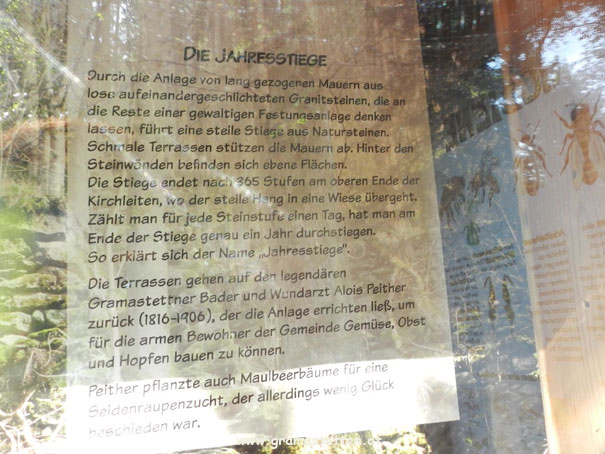 Die Jahresstiege
Durch die Anlage von lang gezogenen Mauern aus
lose aufeinandergeschlichteten Granitsteinen, die an
die Reste einer gewaltigen Festungsanlage denken
lassen, führt eine steile Stiege aus Natursteinen.
Schmale Terrassen stützen die Mauern ab. Hinter den
Steinwänden befinden sich ebene Flächen.
Die Stiege endet nach 365 Stufen am oberen Ende der
Kirchleiten, wo der steile Hang in eine Wiese übergeht.
Zählt man für jede Steinstufe einen Tag, hat man am
Ende der Stiege genau ein Jahr durchstiegen.
So erklärt sich der Name „Jahresstiege".
Die Terrassen gehen auf den legendären
Gramastettner Bader und Wundarzt Alois Peither
zurück (1816-1906), der die Anlage errichten ließ, um
für die armen Bewohner der Gemeinde Gemüse, Obst
und Hopfen bauen zu können.
Peither pflanzte auch Maulbeerbäume für eine
Seidenraupenzucht, der allerdings wenig Glück
beschieden war.